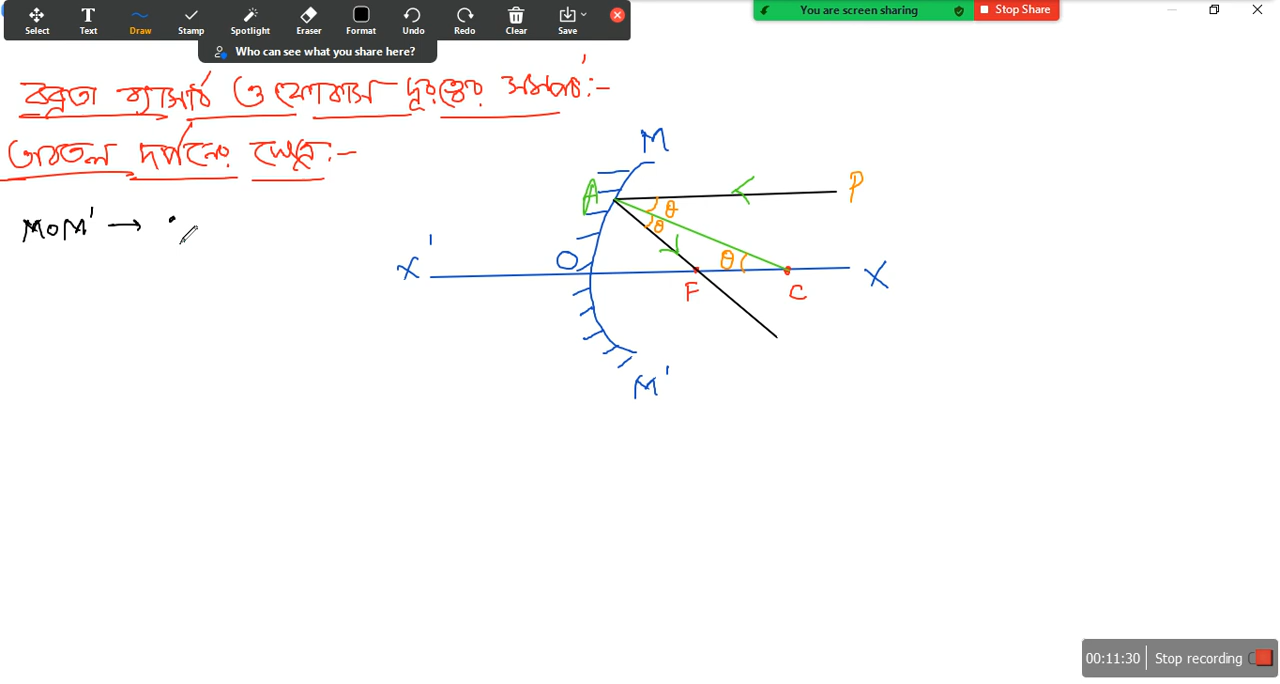 Select Text Draw Stamp Spotlight Eraser Format Undo Redo Clear Save
You are screen sharing Stop Share
Who can see what you share here?
বক্রতা ব্যাসার্ধ ও ফোকাস দূরত্বের সম্পর্ক:-
অবতল দর্পনের ক্ষেত্রে:-
M
A P
θ
θ
MOM' →
X' O θ X
F C
M'
00:11:30 Stop recording